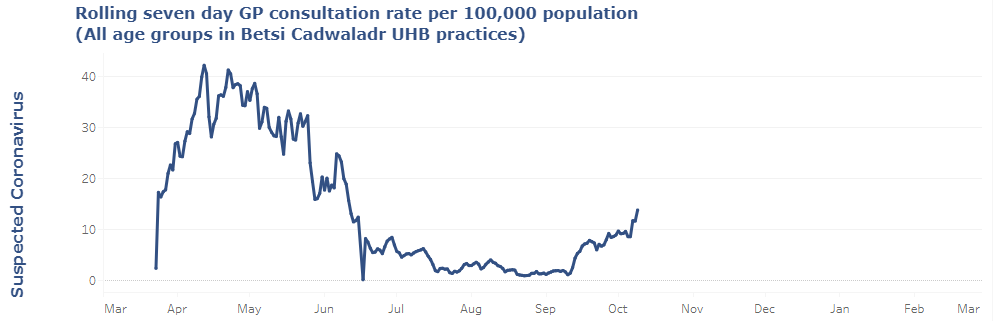 Rolling seven day GP consultation rate per 100,000 population
(All age groups in Betsi Cadwaladr UHB practices)
Suspected Coronavirus
40
30
20
10
0
Mar Apr May Jun Jul Aug Sep Oct Nov Dec Jan Feb Mar